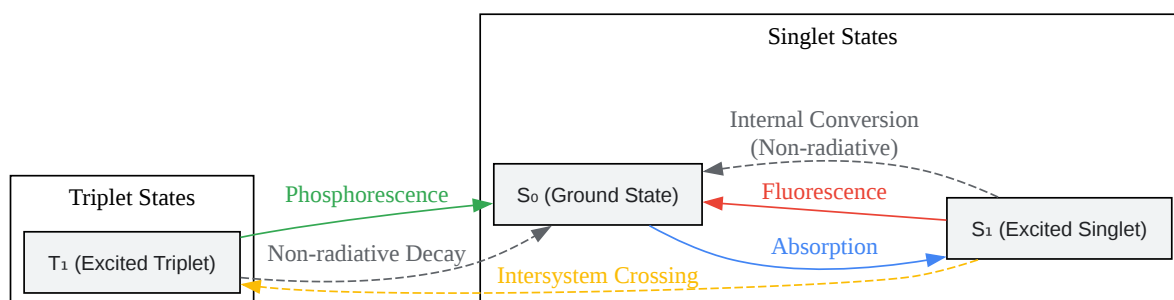 Singlet States
Internal Conversion
(Non-radiative)
Triplet States
Phosphorescence
S₀ (Ground State)
Fluorescence
S₁ (Excited Singlet)
T₁ (Excited Triplet)
Non-radiative Decay
Absorption
Intersystem Crossing